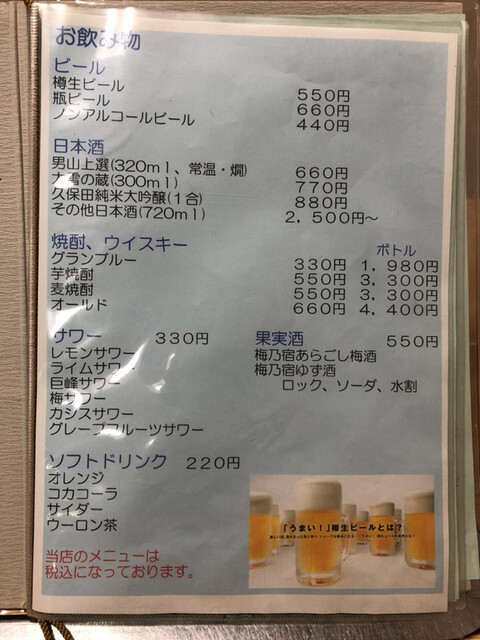 お飲み物
ビール
樽生ビール 550円
瓶ビール 660円
ノンアルコールビール 440円
日本酒
男山上選(320ml、常温・燗) 660円
大雪の蔵(300ml) 770円
久保田純米大吟醸(1合) 880円
その他日本酒(720ml) 2,500円~
焼酎、ウイスキー ボトル
グランブルー 330円 1,980円
芋焼酎 550円 3,300円
麦焼酎 550円 3,300円
オールド 660円 4,400円
サワー 330円
レモンサワー
ライムサワー
巨峰サワー
梅サワー
カシスサワー
グレープフルーツサワー
果実酒 550円
梅乃宿あらごし梅酒
梅乃宿ゆず酒
ロック、ソーダ、水割
ソフトドリンク 220円
オレンジ
コカコーラ
サイダー
ウーロン茶
「うまい!」樽生ビールとは?
当店のメニューは
税込になっております。